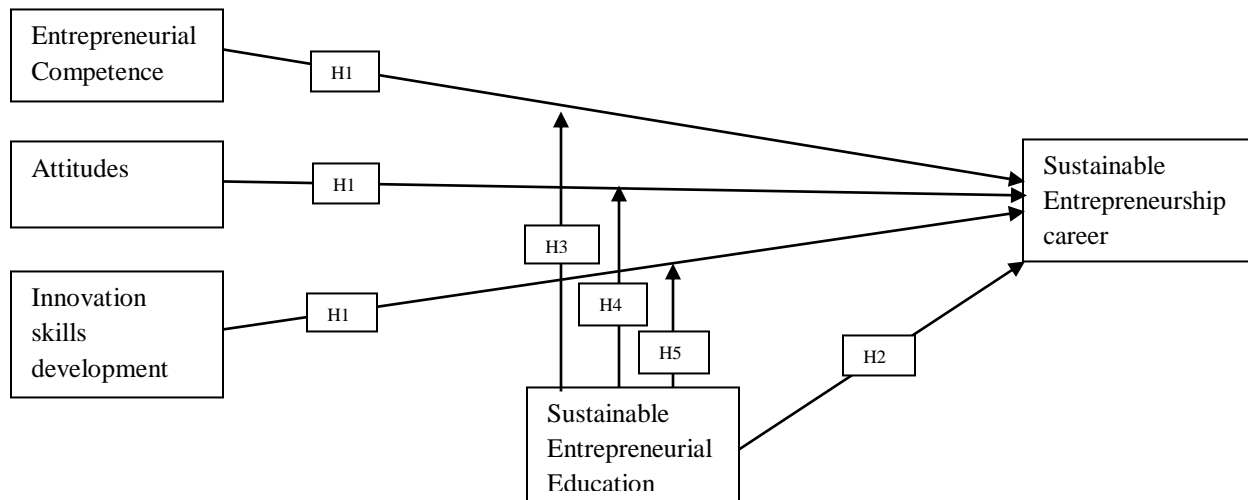 Entrepreneurial
Competence
H1
Attitudes
H1
Sustainable
Entrepreneurship
career
H3
Innovation
skills
development
H1
H4
H5
H2
Sustainable
Entrepreneurial
Education